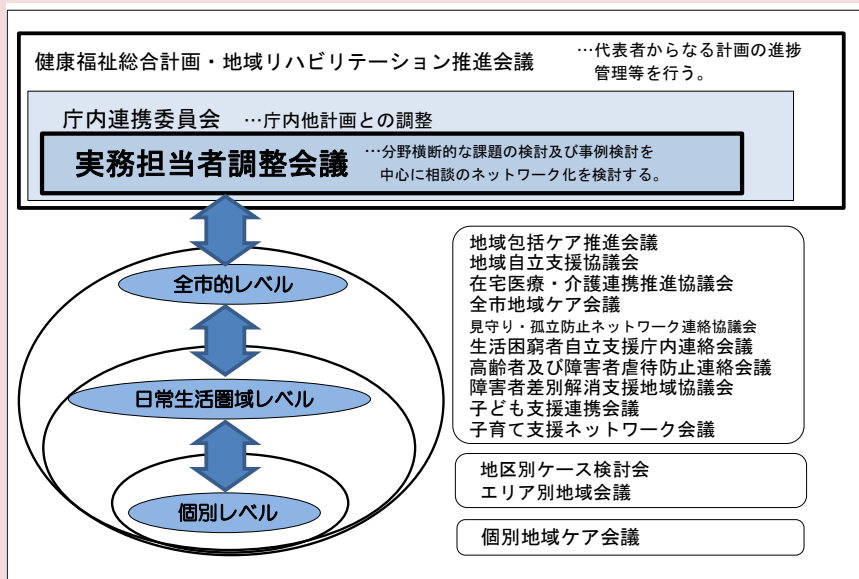 健康福祉総合計画・地域リハビリテーション推進会議
…代表者からなる計画の進捗
管理等を行う。
庁内連携委員会 …庁内他計画との調整
実務担当者調整会議
…分野横断的な課題の検討及び事例検討を
中心に相談のネットワーク化を検討する。
全市的レベル
日常生活圏域レベル
個別レベル
地域包括ケア推進会議
地域自立支援協議会
在宅医療・介護連携推進協議会
全市地域ケア会議
見守り・孤立防止ネットワーク連絡協議会
生活困窮者自立支援庁内連絡会議
高齢者及び障害者虐待防止連絡会議
障害者差別解消支援地域協議会
子ども支援連携会議
子育て支援ネットワーク会議
地区別ケース検討会
エリア別地域会議
個別地域ケア会議